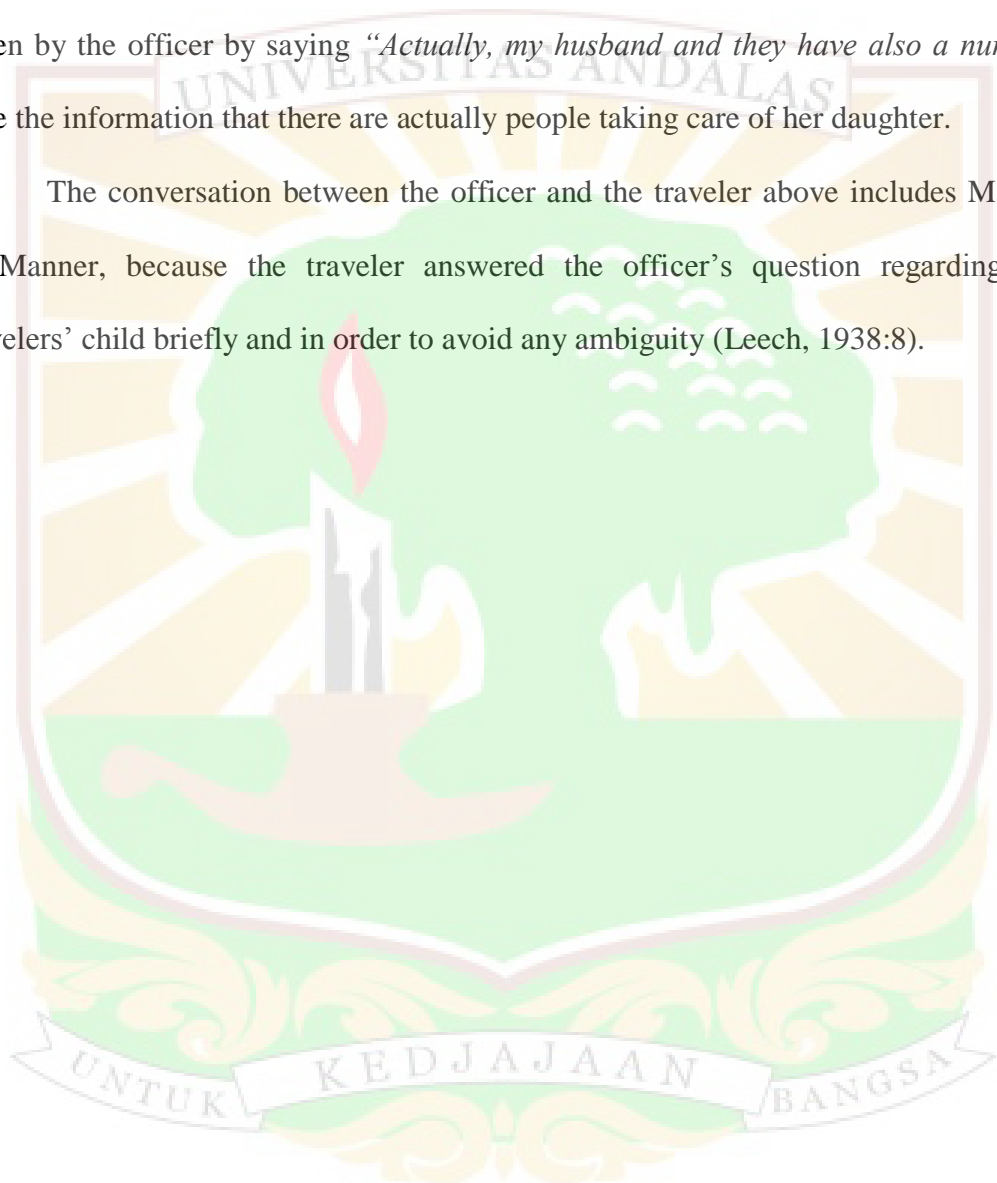 en by the officer by saying “Actually, my husband and they have also a nu
e the information that there are actually people taking care of her daughter.
The conversation between the officer and the traveler above includes M
Manner, because the traveler answered the officer’s question regarding
velers’ child briefly and in order to avoid any ambiguity (Leech, 1938:8).
UNIVERSITAS ANDALAS
UNTUK KEDJAJAAN BANGSA